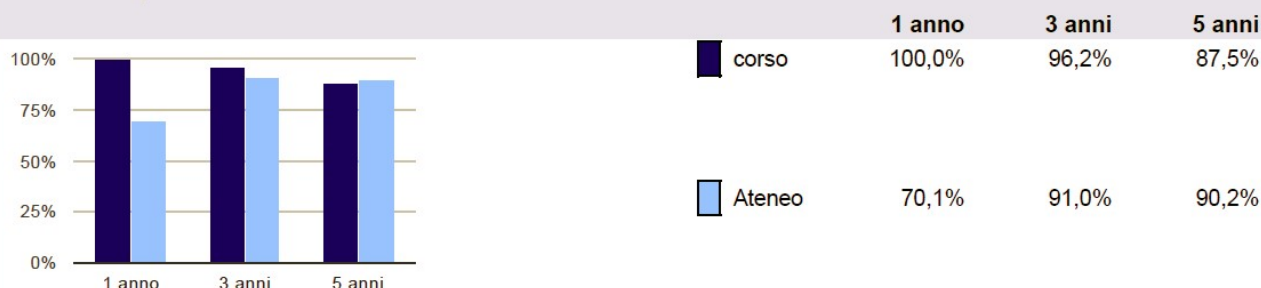 1 anno 3 anni 5 anni
corso 100,0% 96,2% 87,5%
Ateneo 70,1% 91,0% 90,2%
100%
75%
50%
25%
0%
1 anno 3 anni 5 anni